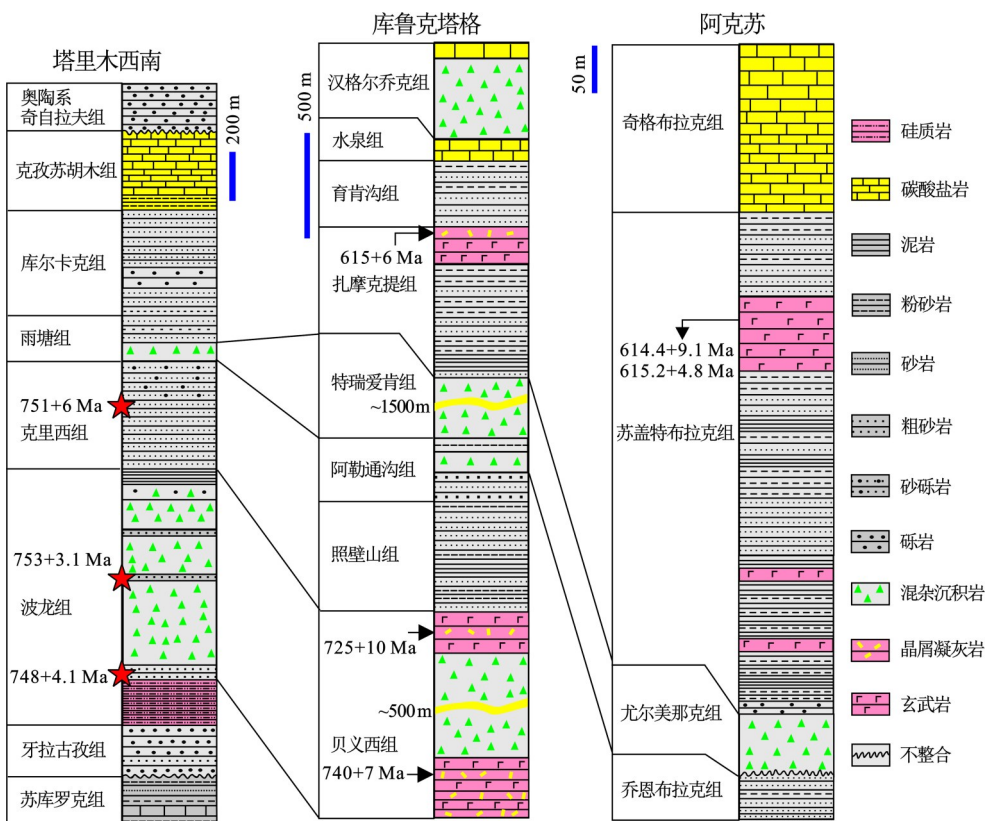 塔里木西南
奥陶系
奇自拉夫组
克孜苏胡木组
库尔卡克组
雨塘组
751+6 Ma
克里西组
753+3.1 Ma
波龙组
748+4.1 Ma
牙拉古孜组
苏库罗克组
200 m
库鲁克塔格
500 m
汉格尔乔克组
水泉组
育肯沟组
615+6 Ma
扎摩克提组
特瑞爱肯组
~1500m
阿勒通沟组
照壁山组
725+10 Ma
~500m
贝义西组
740+7 Ma
阿克苏
50 m
奇格布拉克组
614.4+9.1 Ma
615.2+4.8 Ma
苏盖特布拉克组
尤尔美那克组
乔恩布拉克组
硅质岩
碳酸盐岩
泥岩
粉砂岩
砂岩
粗砂岩
砂砾岩
砾岩
混杂沉积岩
晶屑凝灰岩
玄武岩
不整合